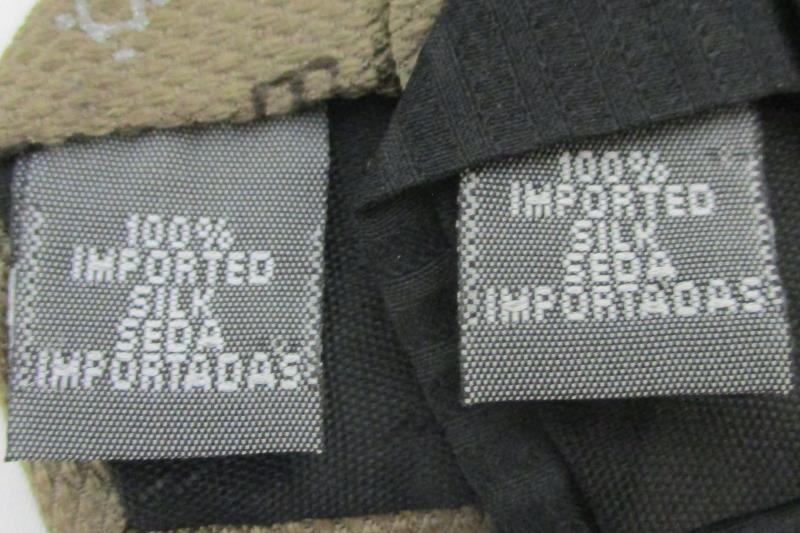 100%
IMPORTED
SILK
SEDA
IMPORTADAS
100%
IMPORTED
SILK
SEDA
IMPORTADAS